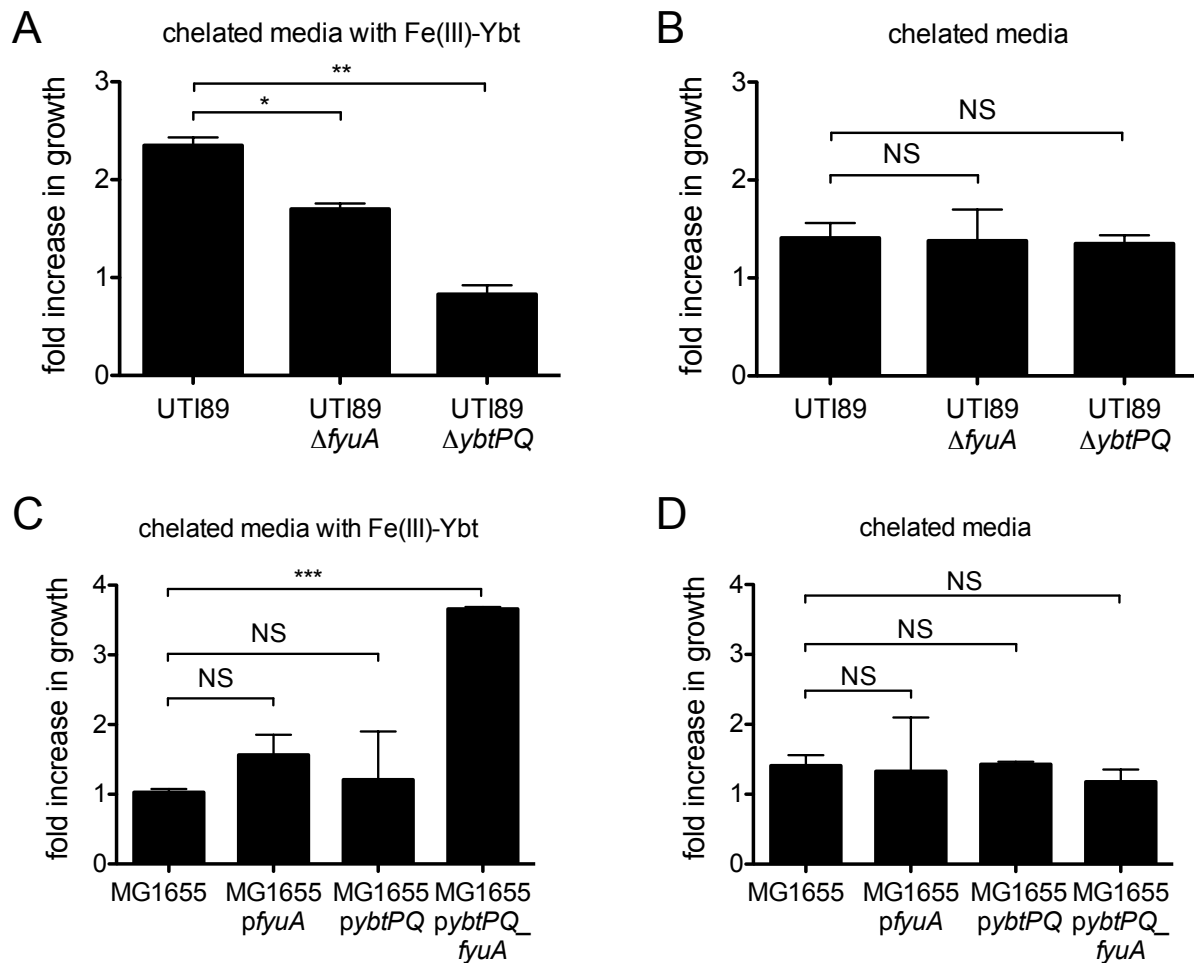 A
chelated media with Fe(III)-Ybt
fold increase in growth
3
2
1
0
**
*
UTI89
UTI89
ΔfyuA
UTI89
ΔybtPQ
B
chelated media
fold increase in growth
3
2
1
0
NS
NS
UTI89
UTI89
ΔfyuA
UTI89
ΔybtPQ
C
chelated media with Fe(III)-Ybt
fold increase in growth
4
3
2
1
0
***
NS
NS
MG1655
MG1655
pfyuA
MG1655
pybtPQ
MG1655
pybtPQ_
fyuA
D
chelated media
fold increase in growth
4
3
2
1
0
NS
NS
NS
MG1655
MG1655
pfyuA
MG1655
pybtPQ
MG1655
pybtPQ_
fyuA